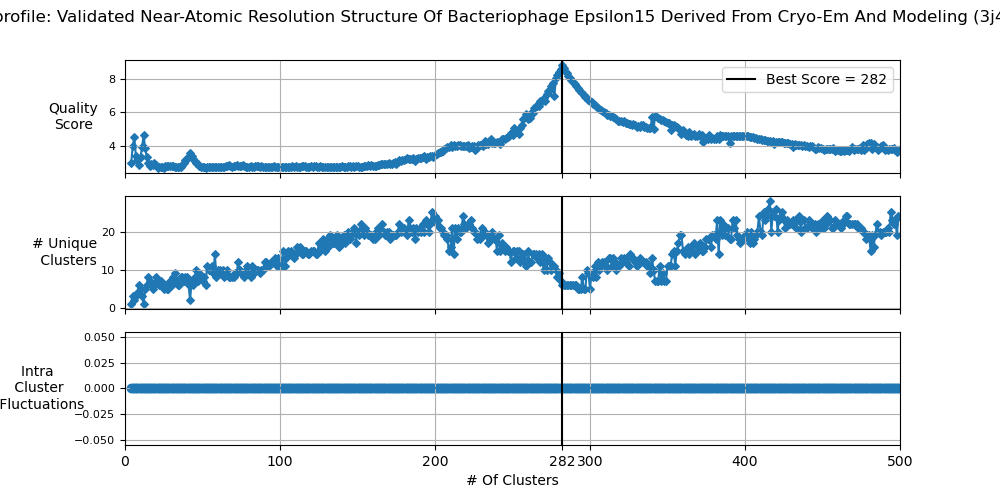 profile: Validated Near-Atomic Resolution Structure Of Bacteriophage Epsilon15 Derived From Cryo-Em And Modeling (3j4
Quality
Score
8
6
4
Best Score = 282
# Unique
Clusters
20
10
0
Intra
Cluster
Fluctuations
0.050
0.025
0.000
−0.025
−0.050
0 100 200 282 300 400 500
# Of Clusters